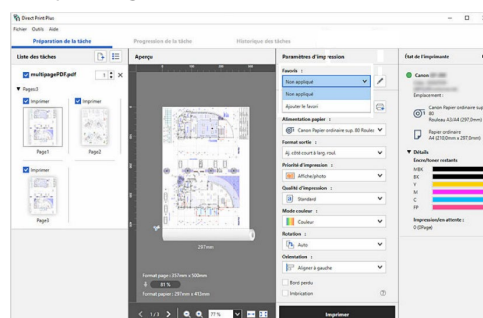 Direct Print Plus
Fichier Outils Aide
Préparation de la tâche
Progression de la tâche
Historique des tâches
Liste des tâches
multipagePDF.pdf
1
Pages:3
Imprimer
Imprimer
Page1
Page2
Imprimer
Page3
Aperçu
297mm
Format page : 357mm x 500mm
81 %
Format papier : 297mm x 413mm
1/3
77 %
Paramètres d'impression
Favoris :
Non appliqué
Non appliqué
Ajouter le favori
Alimentation papier :
Canon Papier ordinaire sup. 80 Roulea
Format sortie :
Aj. côté court à larg. roul.
Priorité d'impression :
Affiche/photo
Qualité d'impression :
Standard
Mode couleur :
Couleur
Rotation :
Auto
Orientation :
Aligner à gauche
Bord perdu
Imbrication
Imprimer
État de l'imprimante
Canon
Emplacement :
Canon Papier ordinaire sup.
80
Rouleau A3/A4 (297,0mm)
Papier ordinaire
A4 (210,0mm x 297,0mm)
Détails
Encre/toner restants
MBK
BK
Y
M
C
FP
Impression/en attente :
0 (0Page)